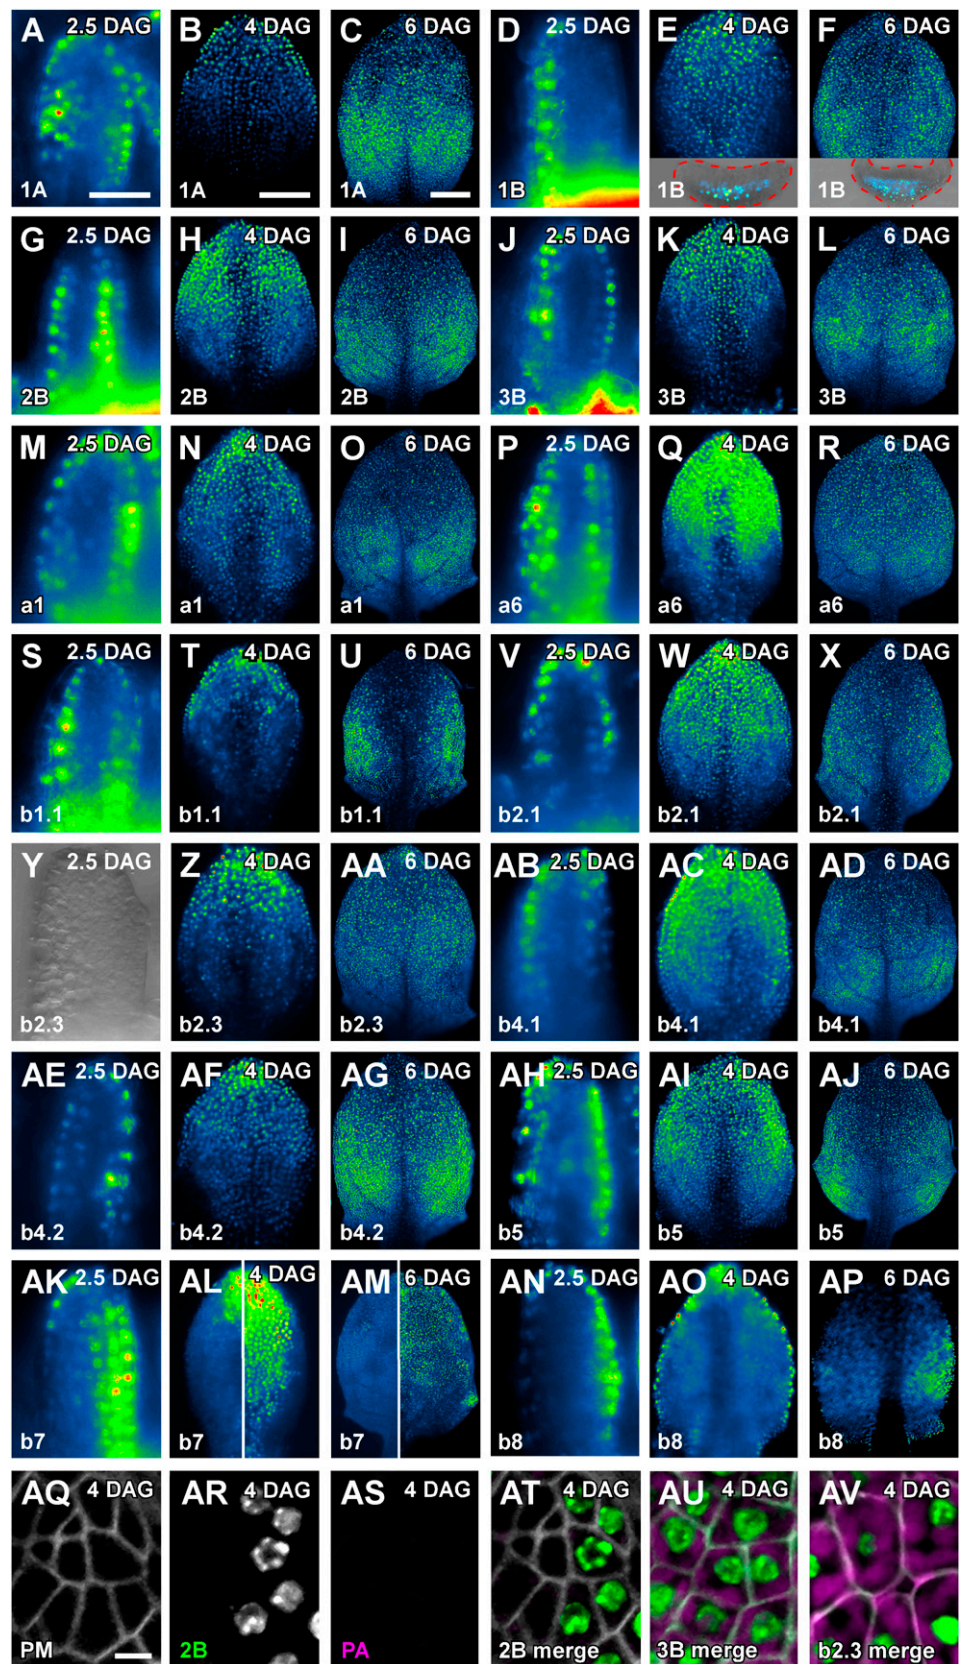 A 2.5 DAG 1A
B 4 DAG 1A
C 6 DAG 1A
D 2.5 DAG 1B
E 4 DAG 1B
F 6 DAG 1B
G 2.5 DAG 2B
H 4 DAG 2B
I 6 DAG 2B
J 2.5 DAG 3B
K 4 DAG 3B
L 6 DAG 3B
M 2.5 DAG a1
N 4 DAG a1
O 6 DAG a1
P 2.5 DAG a6
Q 4 DAG a6
R 6 DAG a6
S 2.5 DAG b1.1
T 4 DAG b1.1
U 6 DAG b1.1
V 2.5 DAG b2.1
W 4 DAG b2.1
X 6 DAG b2.1
Y 2.5 DAG b2.3
Z 4 DAG b2.3
AA 6 DAG b2.3
AB 2.5 DAG b4.1
AC 4 DAG b4.1
AD 6 DAG b4.1
AE 2.5 DAG b4.2
AF 4 DAG b4.2
AG 6 DAG b4.2
AH 2.5 DAG b5
AI 4 DAG b5
AJ 6 DAG b5
AK 2.5 DAG b7
AL 4 DAG b7
AM 6 DAG b7
AN 2.5 DAG b8
AO 4 DAG b8
AP 6 DAG b8
AQ 4 DAG PM
AR 4 DAG 2B
AS 4 DAG PA
AT 4 DAG 2B merge
AU 4 DAG 3B merge
AV 4 DAG b2.3 merge